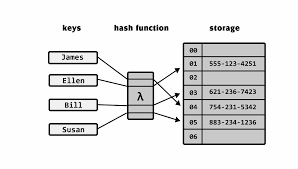 keys hash function storage
James
Ellen
Bill
Susan
λ
00
01 555-123-4251
02
03 621-236-7423
04 754-231-5342
05 883-234-1236
06